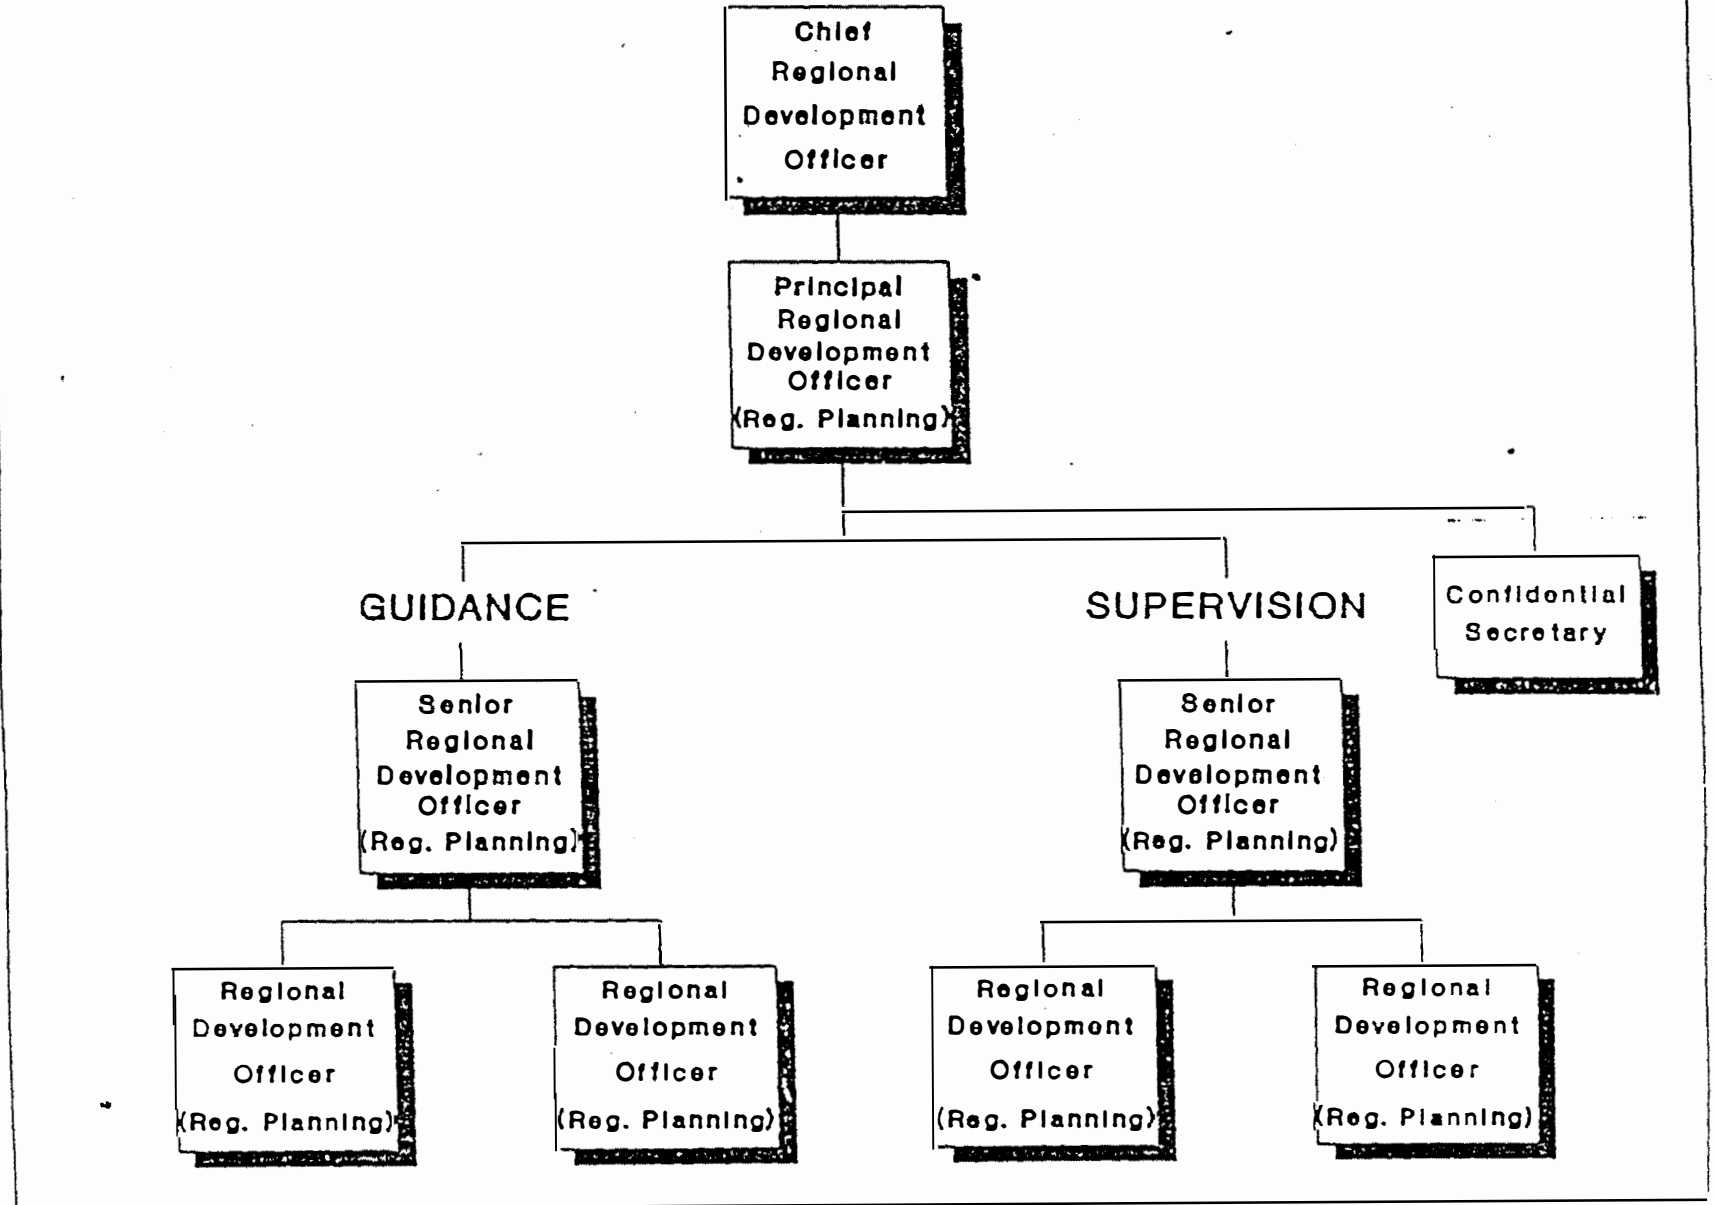 Chief
Regional
Development
Officer
Principal
Regional
Development
Officer
(Reg. Planning)
GUIDANCE
SUPERVISION
Confidential
Secretary
Senior
Regional
Development
Officer
(Reg. Planning)
Senior
Regional
Development
Officer
(Reg. Planning)
Regional
Development
Officer
(Reg. Planning)
Regional
Development
Officer
(Reg. Planning)
Regional
Development
Officer
(Reg. Planning)
Regional
Development
Officer
(Reg. Planning)